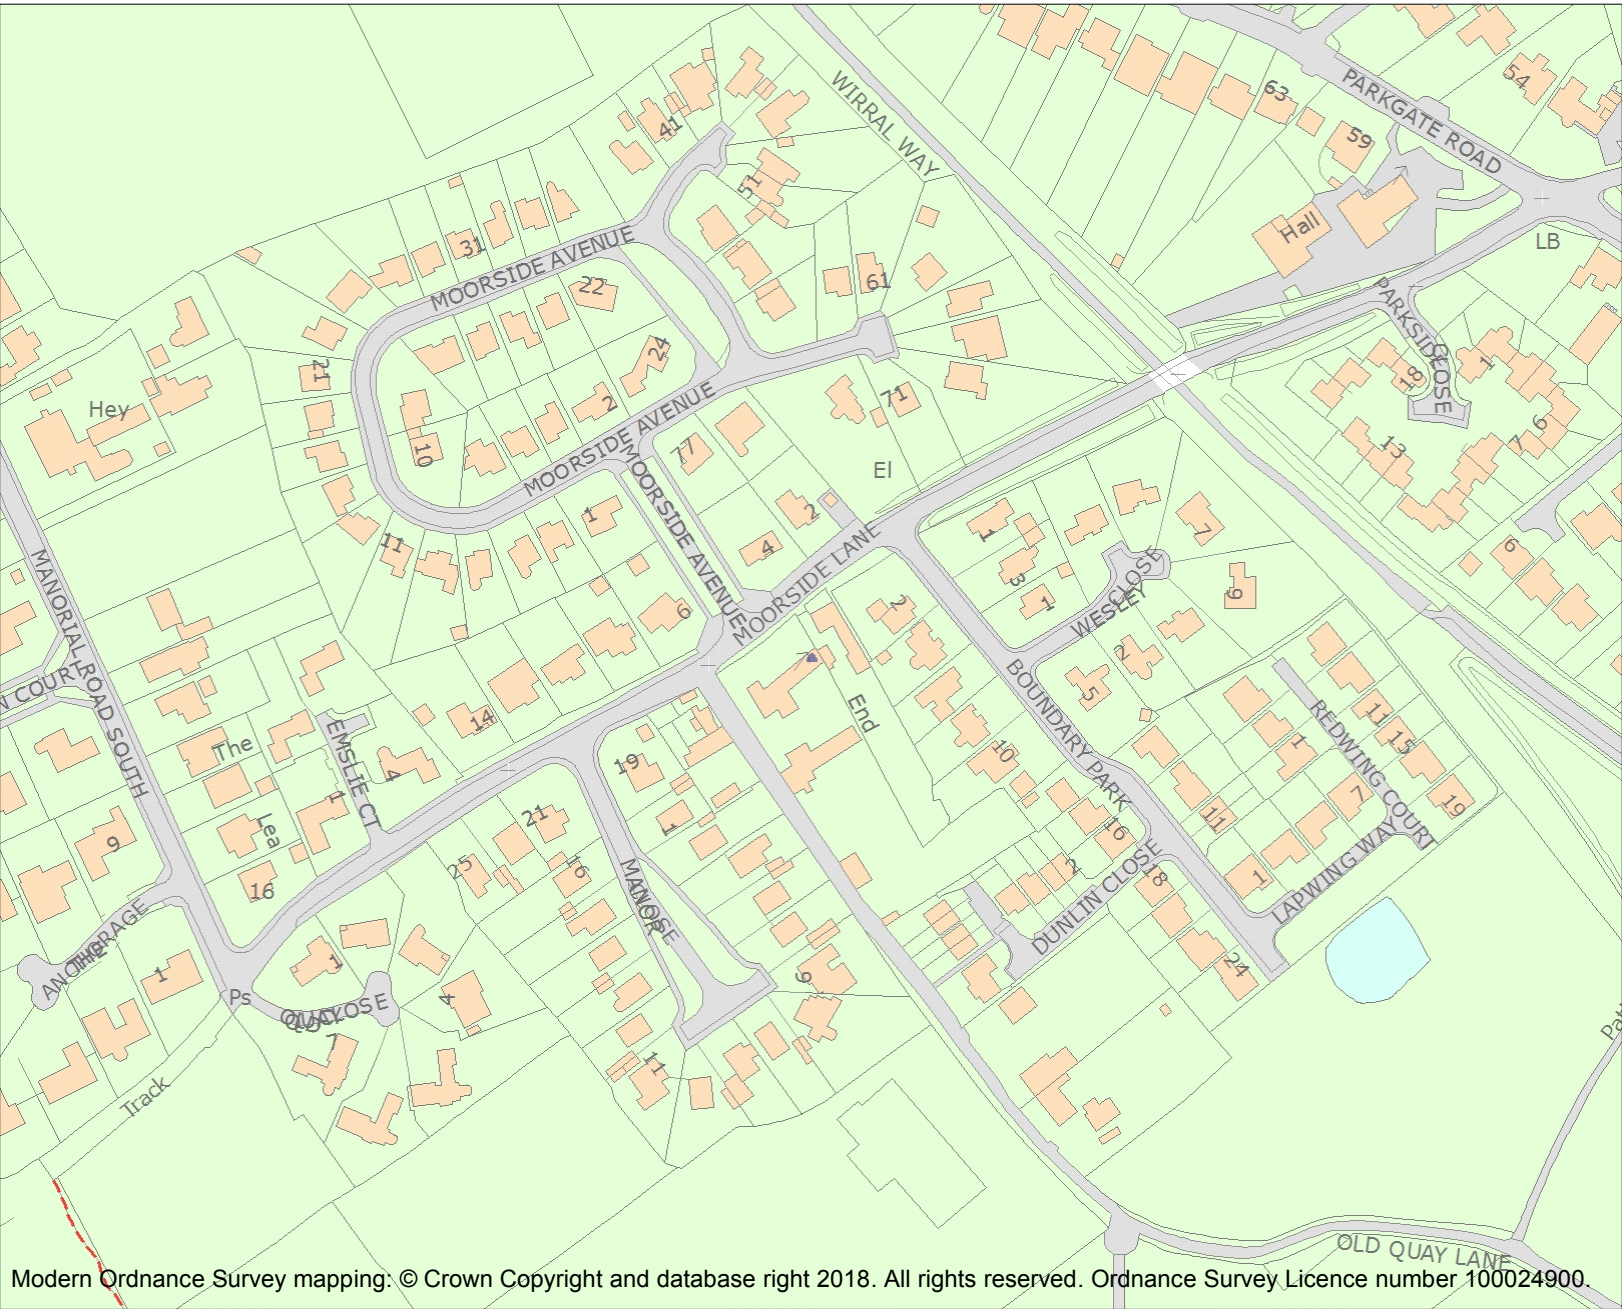 WIRRAL WAY
PARKGATE ROAD
54
63
59
41
51
Hall
LB
31
MOORSIDE AVENUE
22
61
PARKSIDE
CLOSE
1
18
21
24
Hey
2
71
6
7
13
10
MOORSIDE AVENUE
77
El
MOORSIDE AVENUE
1
11
2
4
MOORSIDE LANE
1
7
6
3
CLOSE
WESLEY
1
9
MANORIAL ROAD SOUTH
6
2
2
N COURT
5
BOUNDARY PARK
End
REDWING COURT
14
EMSLIE CT
The
4
19
10
11
15
1
1
7
19
21
1
16
11
9
Lea
25
16
2
18
1
LAPWING WAY
DUNLIN CLOSE
16
MANOR
CLOSE
THE
ANCHORAGE
1
1
9
24
4
Ps
QUAY
CLOSE
7
11
Track
Pat
OLD QUAY LANE
Modern Ordnance Survey mapping: © Crown Copyright and database right 2018. All rights reserved. Ordnance Survey Licence number 100024900.